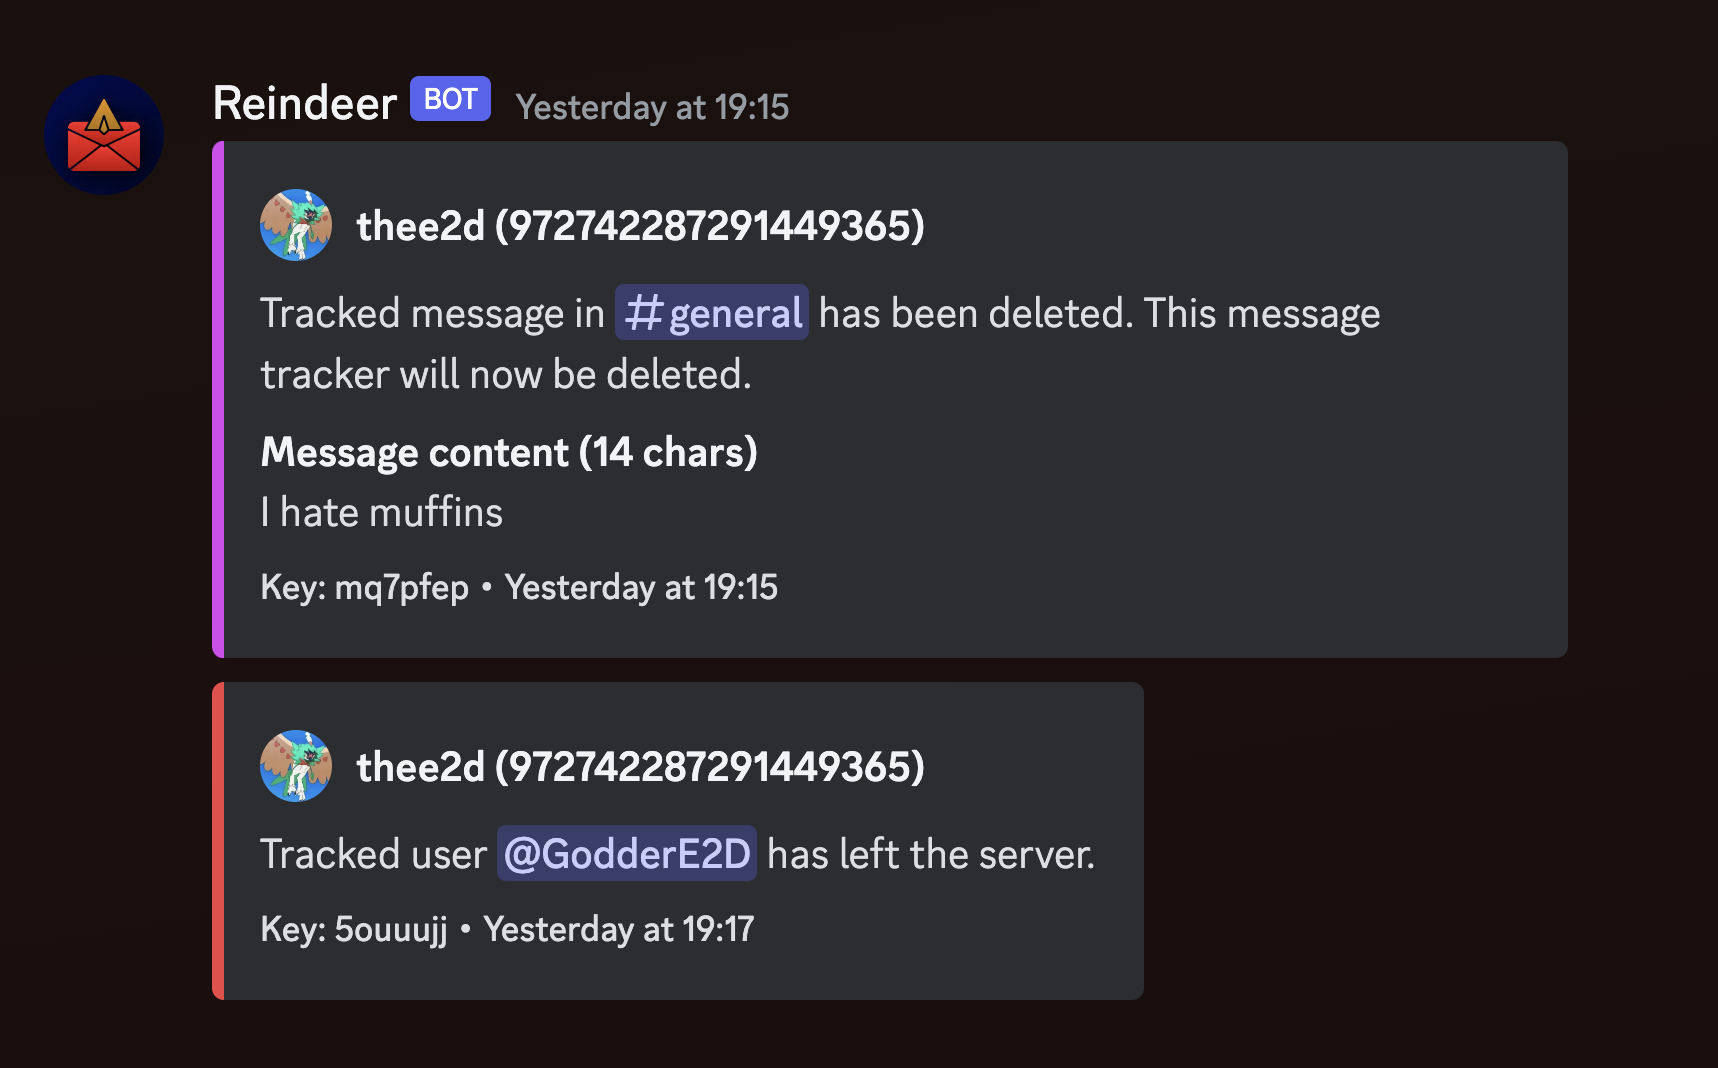 Reindeer BOT Yesterday at 19:15
thee2d (972742287291449365)
Tracked message in #general has been deleted. This message
tracker will now be deleted.
Message content (14 chars)
I hate muffins
Key: mq7pfep • Yesterday at 19:15
thee2d (972742287291449365)
Tracked user @GodderE2D has left the server.
Key: 5ouuujj • Yesterday at 19:17